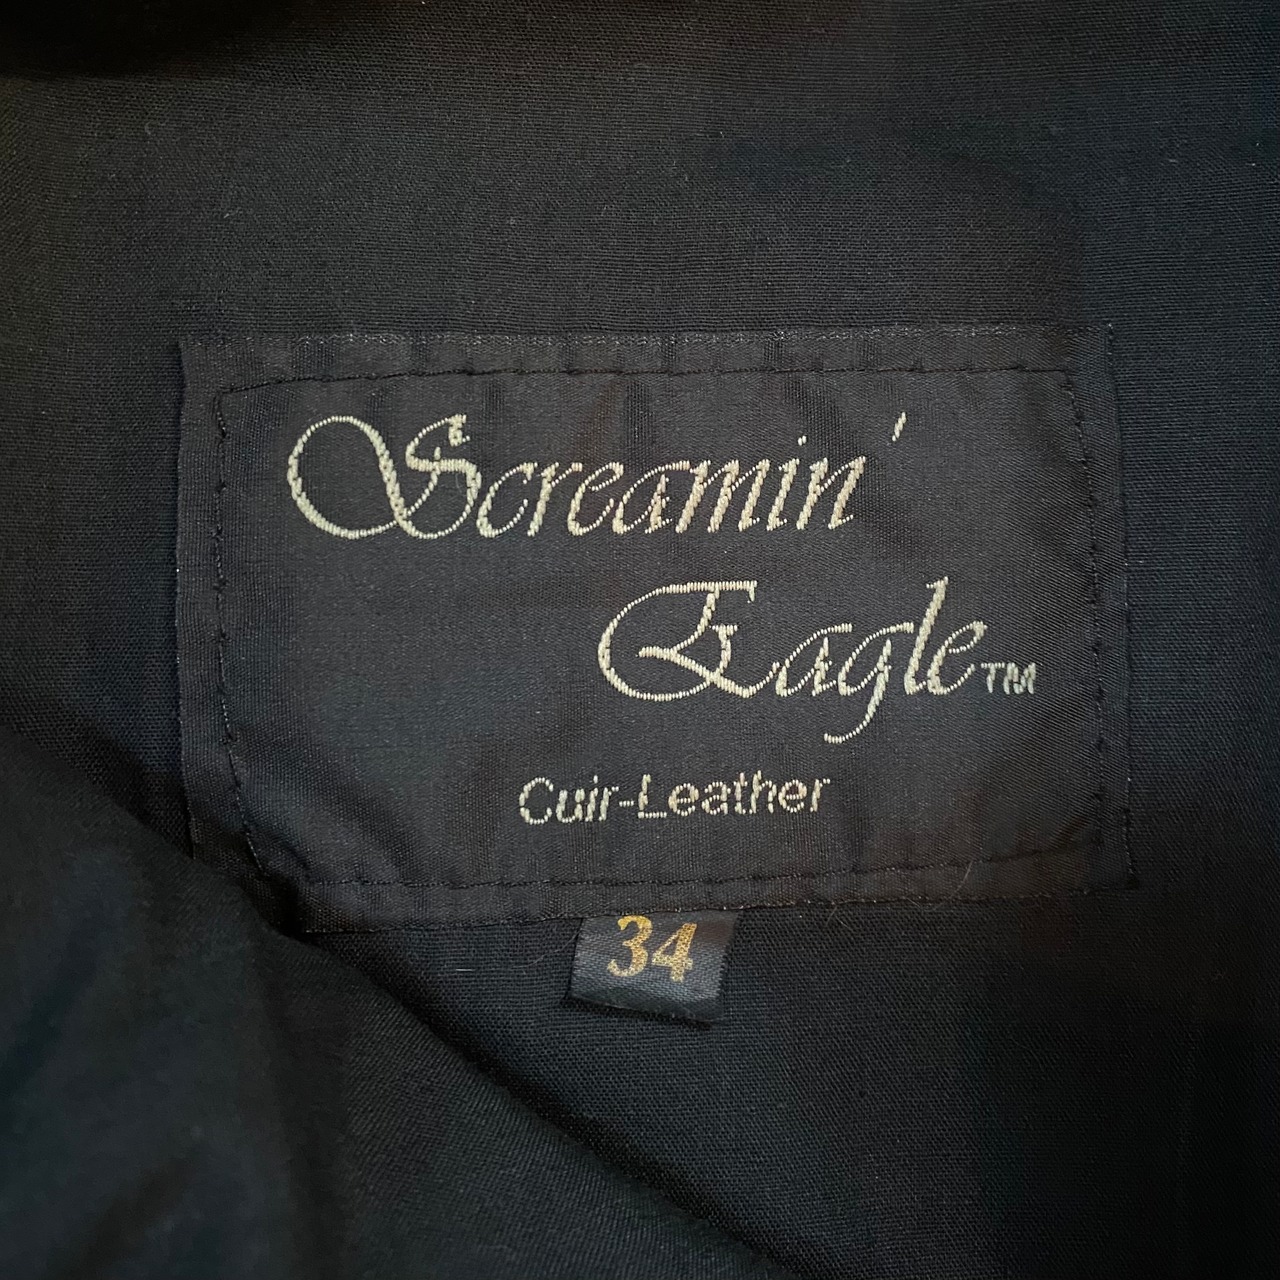 Screamin'
Eagle™
Cuir-Leather
34